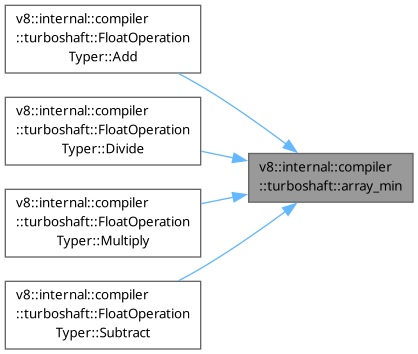 v8::internal::compiler
::turboshaft::FloatOperation
Typer::Add
v8::internal::compiler
::turboshaft::FloatOperation
Typer::Divide
v8::internal::compiler
::turboshaft::array_min
v8::internal::compiler
::turboshaft::FloatOperation
Typer::Multiply
v8::internal::compiler
::turboshaft::FloatOperation
Typer::Subtract